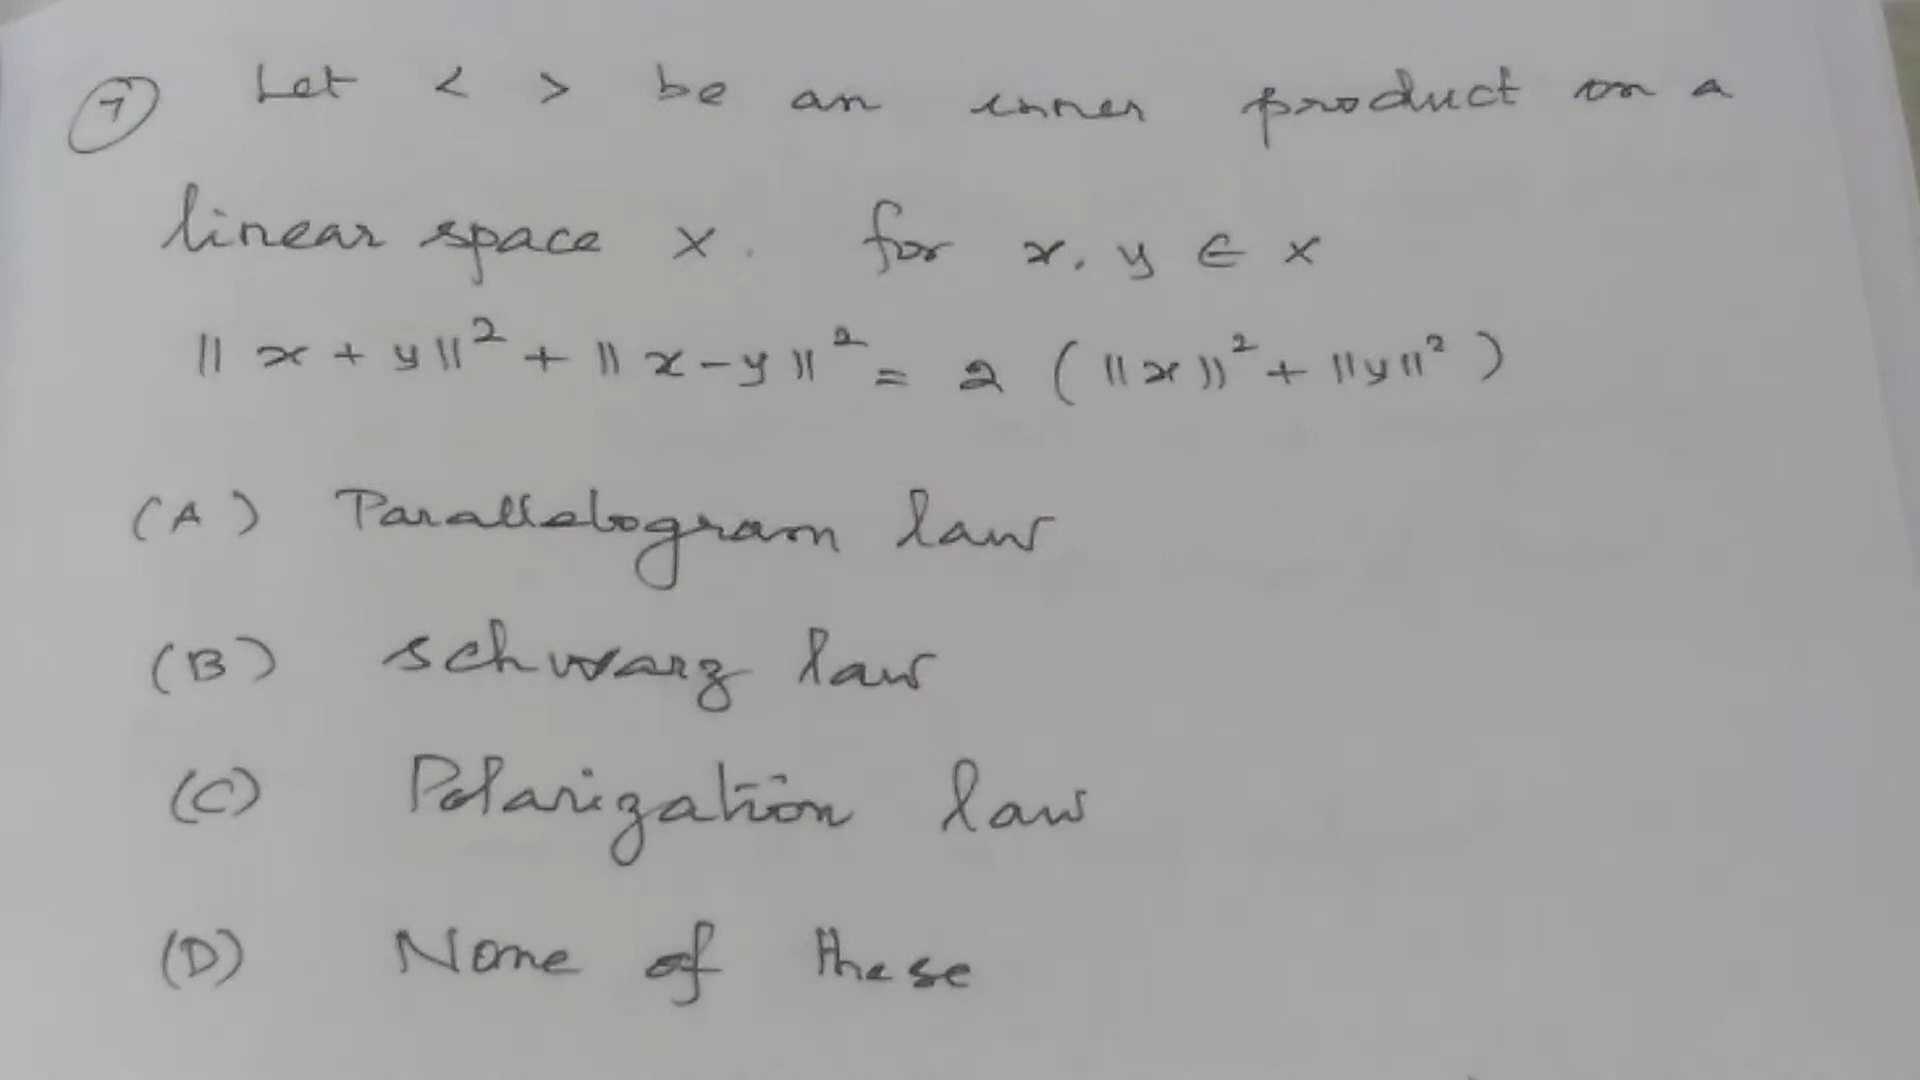 7 Let < > be an inner product on a
linear space X. for x, y ∈ X
|| x + y ||² + || x - y ||² = 2 ( || x ||² + || y ||² )
(A) Parallelogram law
(B) schwarz law
(C) Polarization law
(D) None of these